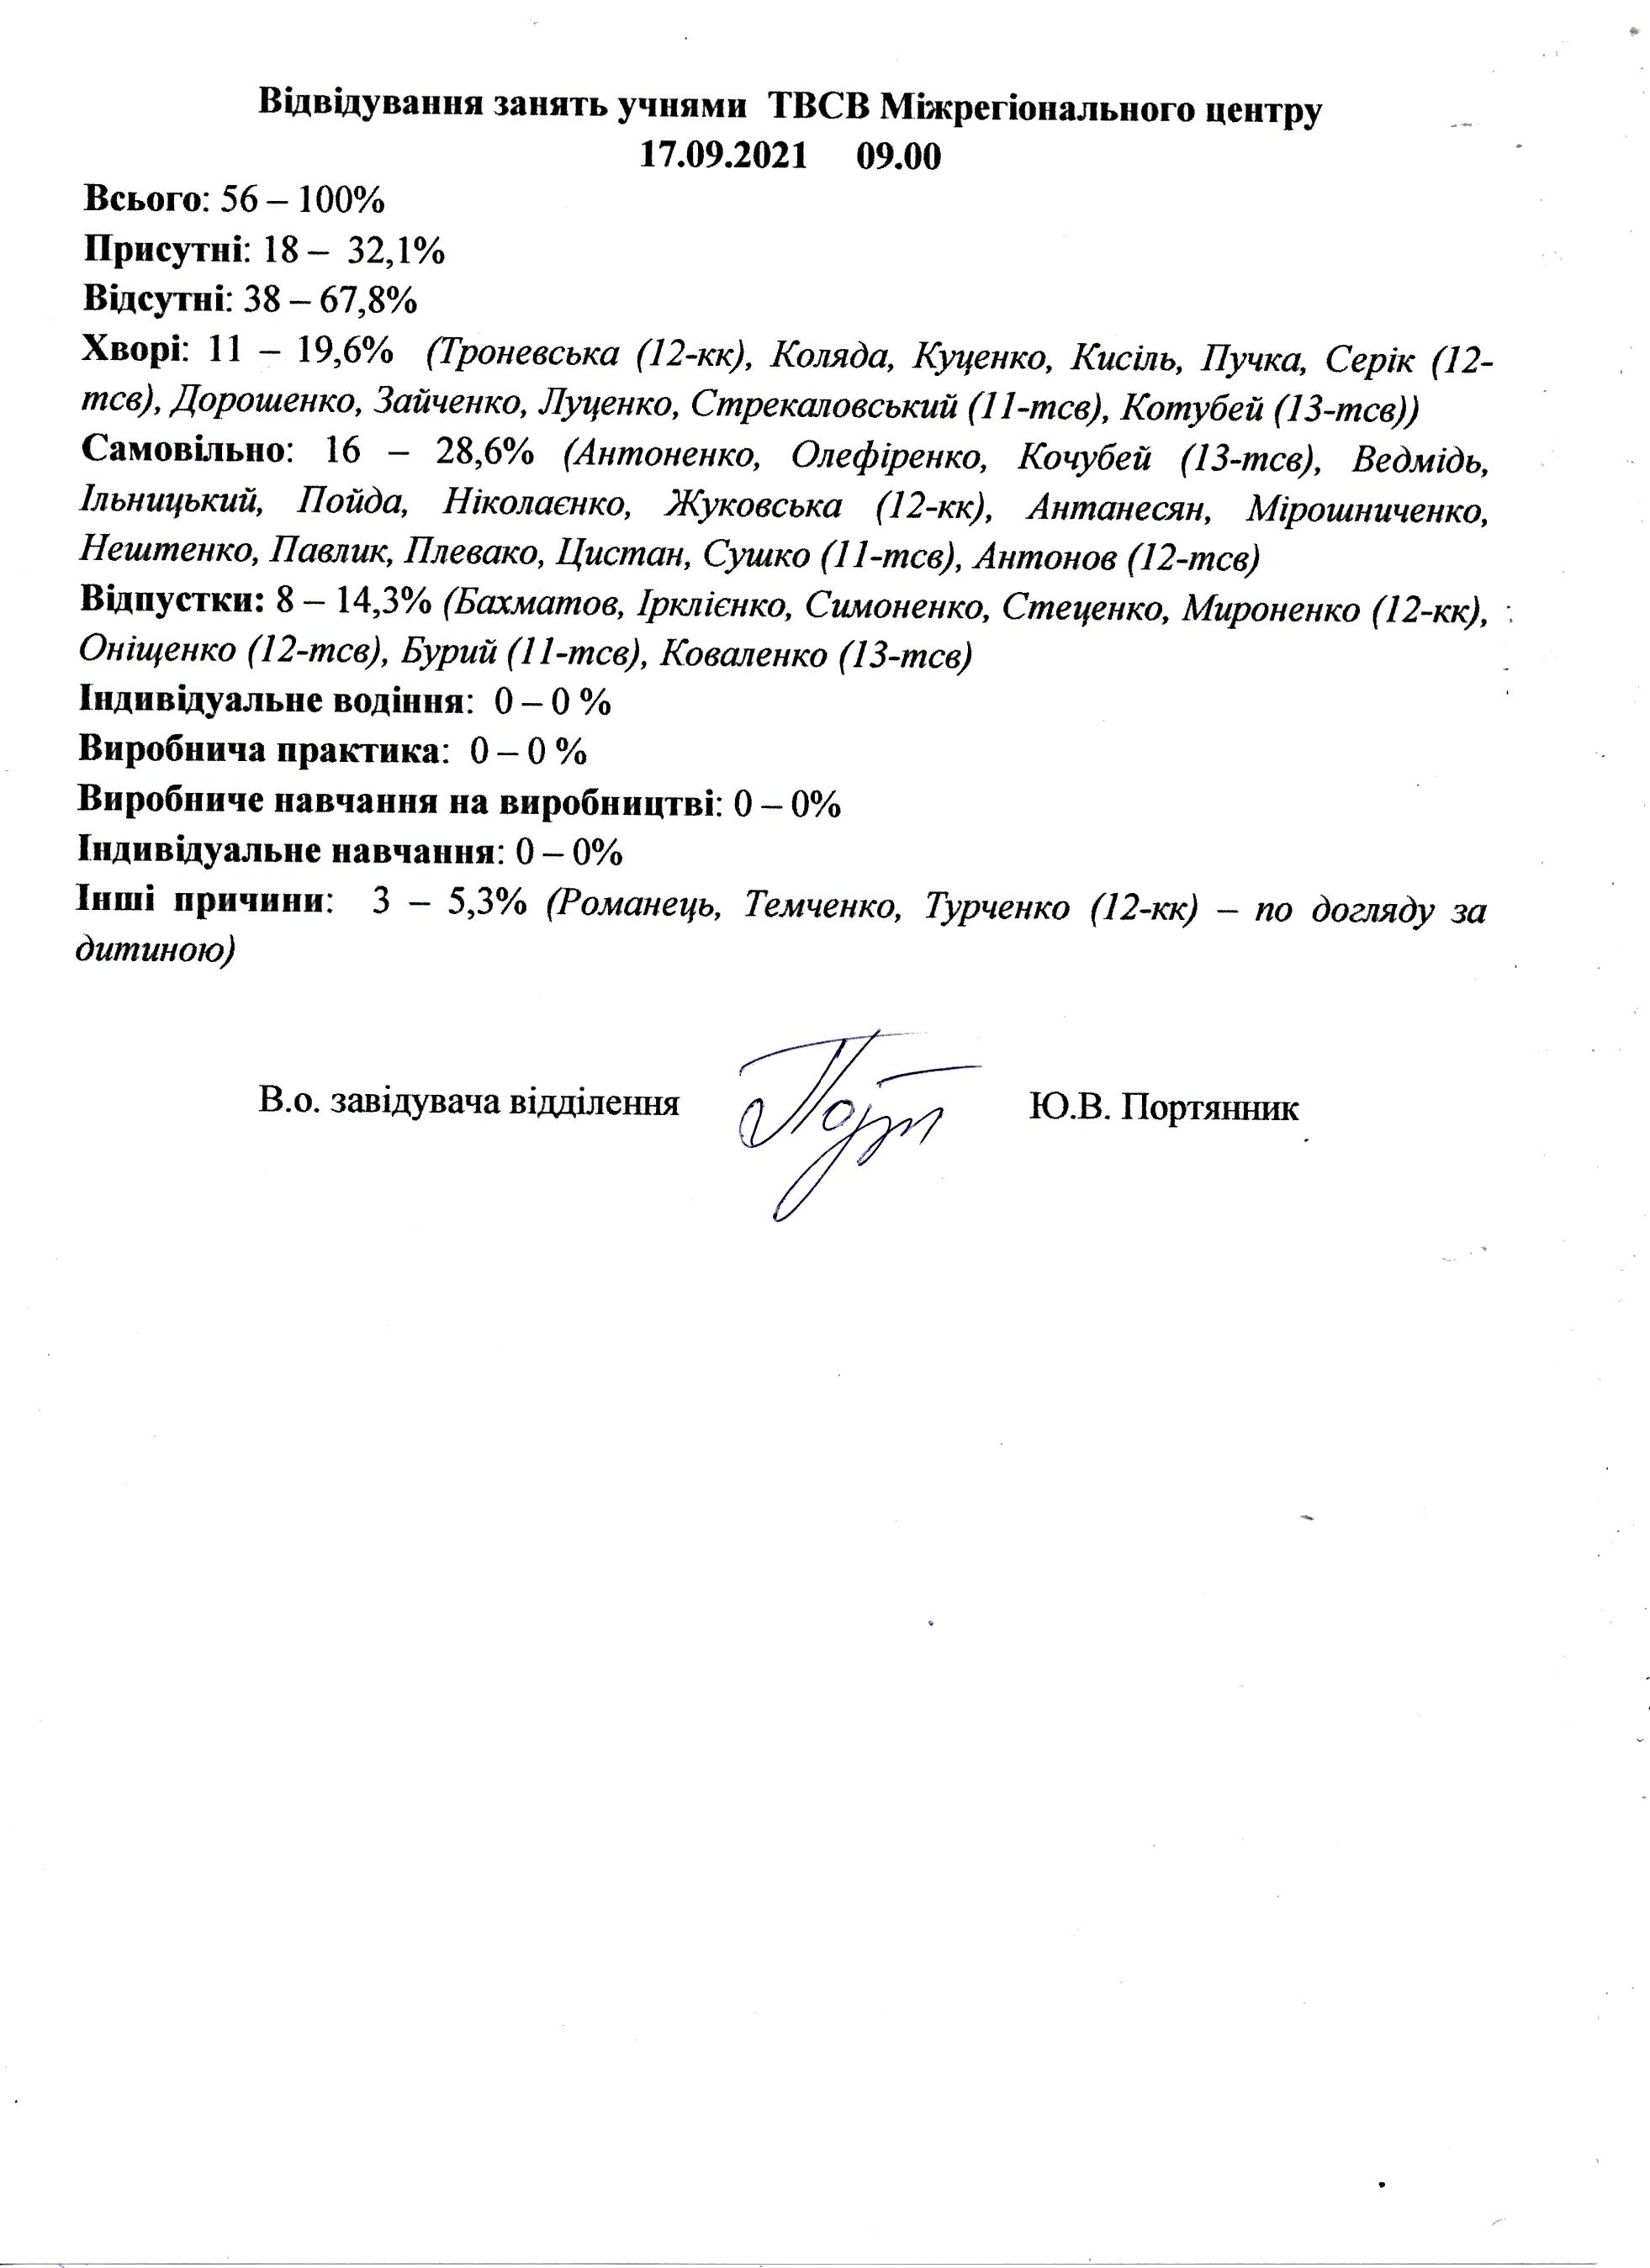 Відвідування занять учнями ТВСВ Міжрегіонального центру
17.09.2021 09.00
Всього: 56 – 100%
Присутні: 18 – 32,1%
Відсутні: 38 – 67,8%
Хворі: 11 – 19,6% (Троневська (12-кк), Коляда, Куценко, Кисіль, Пучка, Серік (12-
тсв), Дорошенко, Зайченко, Луценко, Стрекаловський (11-тсв), Котубей (13-тсв))
Самовільно: 16 – 28,6% (Антоненко, Олефіренко, Кочубей (13-тсв), Ведмідь,
Ільницький, Пойда, Ніколаєнко, Жуковська (12-кк), Антанесян, Мірошниченко,
Нештенко, Павлик, Плевако, Цистан, Сушко (11-тсв), Антонов (12-тсв)
Відпустки: 8 – 14,3% (Бахматов, Ірклієнко, Симоненко, Стеценко, Мироненко (12-кк),
Оніщенко (12-тсв), Бурий (11-тсв), Коваленко (13-тсв)
Індивідуальне водіння: 0 – 0 %
Виробнича практика: 0 – 0 %
Виробниче навчання на виробництві: 0 – 0%
Індивідуальне навчання: 0 – 0%
Інші причини: 3 – 5,3% (Романець, Темченко, Турченко (12-кк) – по догляду за
дитиною)
В.о. завідувача відділення Ю.В. Портянник